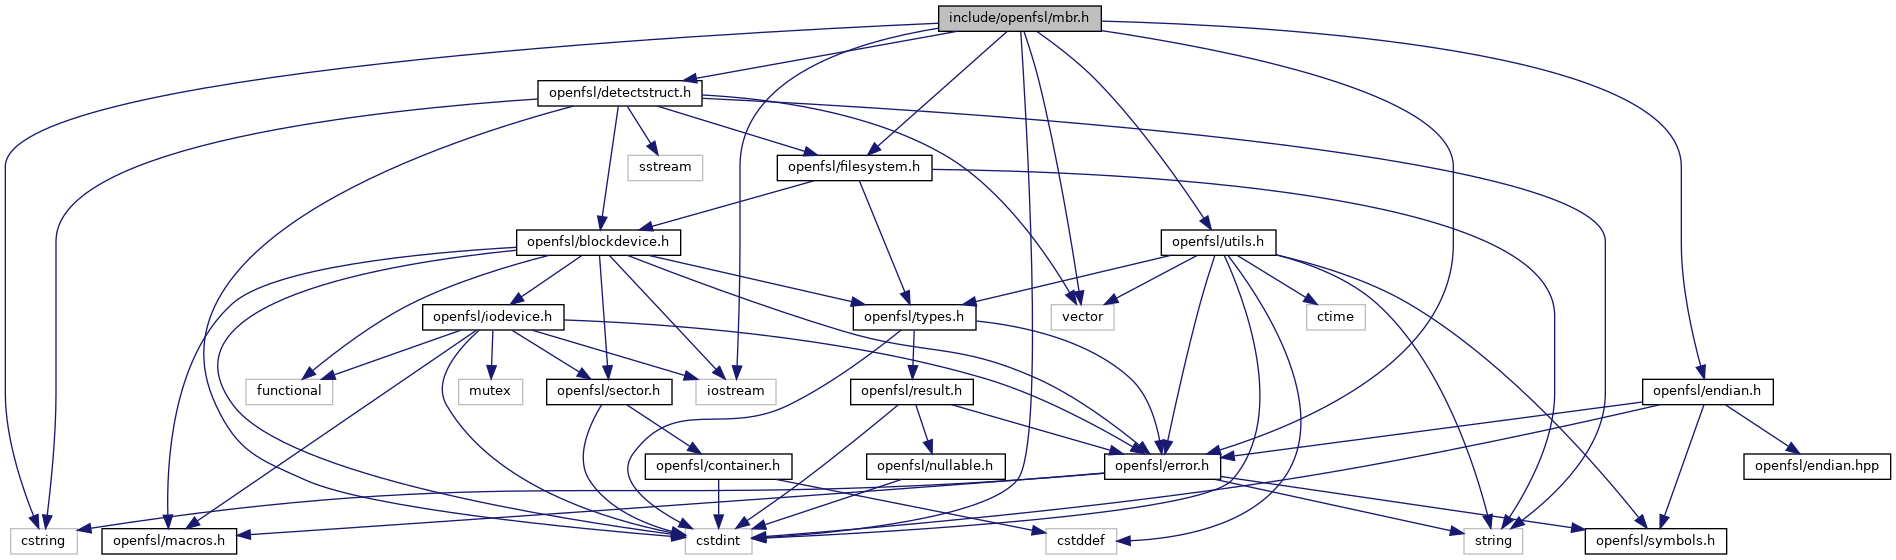 include/openfsl/mbr.h
openfsl/detectstruct.h
sstream
openfsl/filesystem.h
openfsl/blockdevice.h
openfsl/utils.h
openfsl/iodevice.h
openfsl/types.h
vector
ctime
functional
mutex
openfsl/sector.h
iostream
openfsl/result.h
openfsl/endian.h
openfsl/container.h
openfsl/nullable.h
openfsl/error.h
openfsl/endian.hpp
cstring
openfsl/macros.h
cstdint
cstddef
string
openfsl/symbols.h